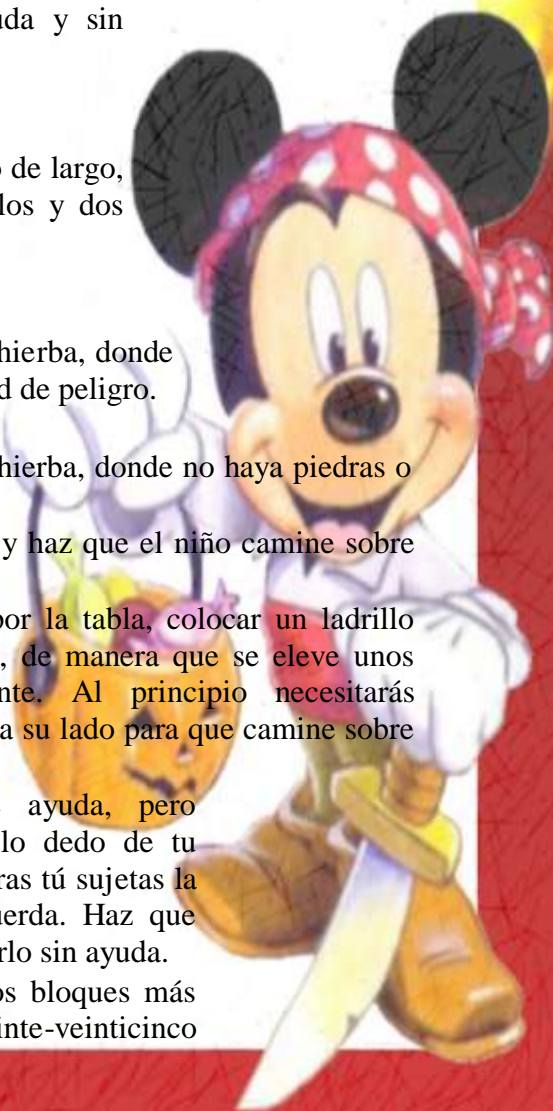 uda y sin
o de largo,
los y dos
hierba, donde
d de peligro.
hierba, donde no haya piedras o
y haz que el niño camine sobre
por la tabla, colocar un ladrillo
, de manera que se eleve unos
nte. Al principio necesitarás
a su lado para que camine sobre
ayuda, pero
lo dedo de tu
ras tú sujetas la
uerda. Haz que
rlo sin ayuda.
os bloques más
inte-veinticinco